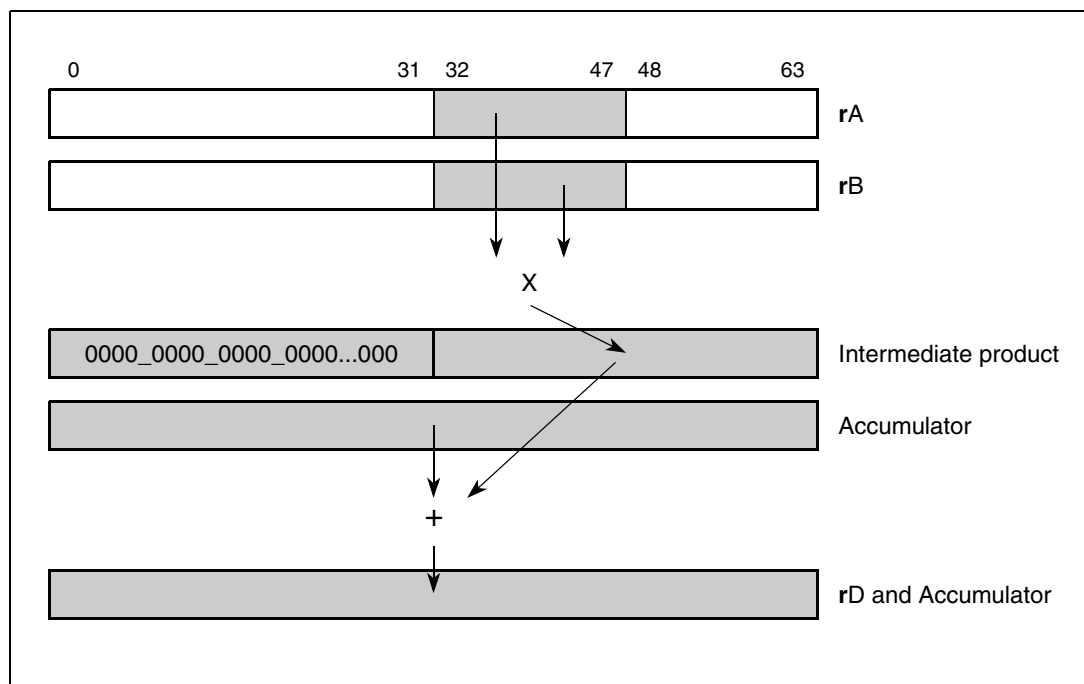 0 31 32 47 48 63
rA
rB
X
0000_0000_0000_0000...000 Intermediate product
Accumulator
+
rD and Accumulator